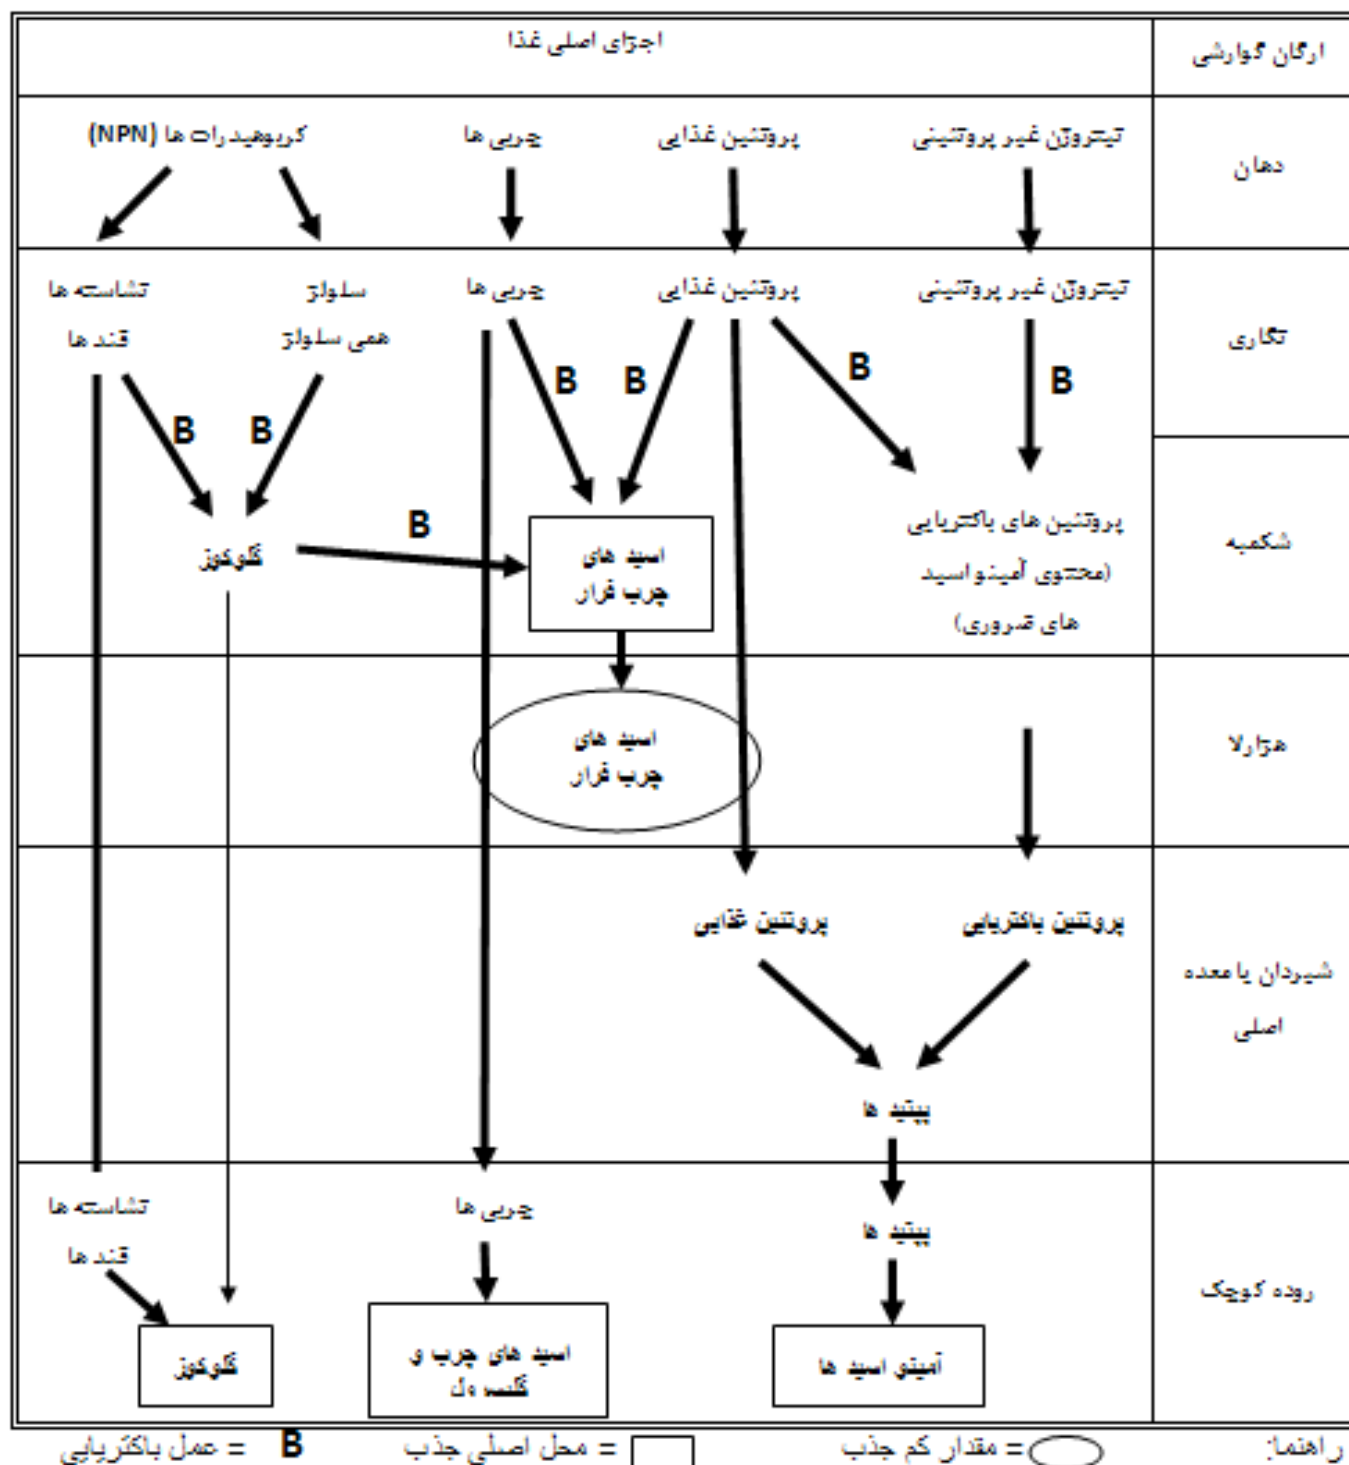 ارگان گوارشی
اجزای اصلی غذا
دهان
نیتروژن غیر پروتئینی
پروتئین غذایی
چربی ها
کربوهیدرات ها (NPN)
نگاری
نیتروژن غیر پروتئینی
پروتئین غذایی
چربی ها
سلولز
همی سلولز
نشاسته ها
قند ها
B
B
B
B
B
B
B
شکمبه
پروتئین های باکتریایی
(محتوی آمینو اسید
های ضروری)
اسید های
چرب فرار
گلوکوز
هزارلا
اسید های
چرب فرار
شیردان یا معده
اصلی
پروتئین باکتریایی
پروتئین غذایی
پپتید ها
روده کوچک
پپتید ها
چربی ها
نشاسته ها
قند ها
آمینو اسید ها
اسید های چرب و
گلیسرول
گلوکوز
راهنما:
= مقدار کم جذب
= محل اصلی جذب
B = عمل باکتریایی